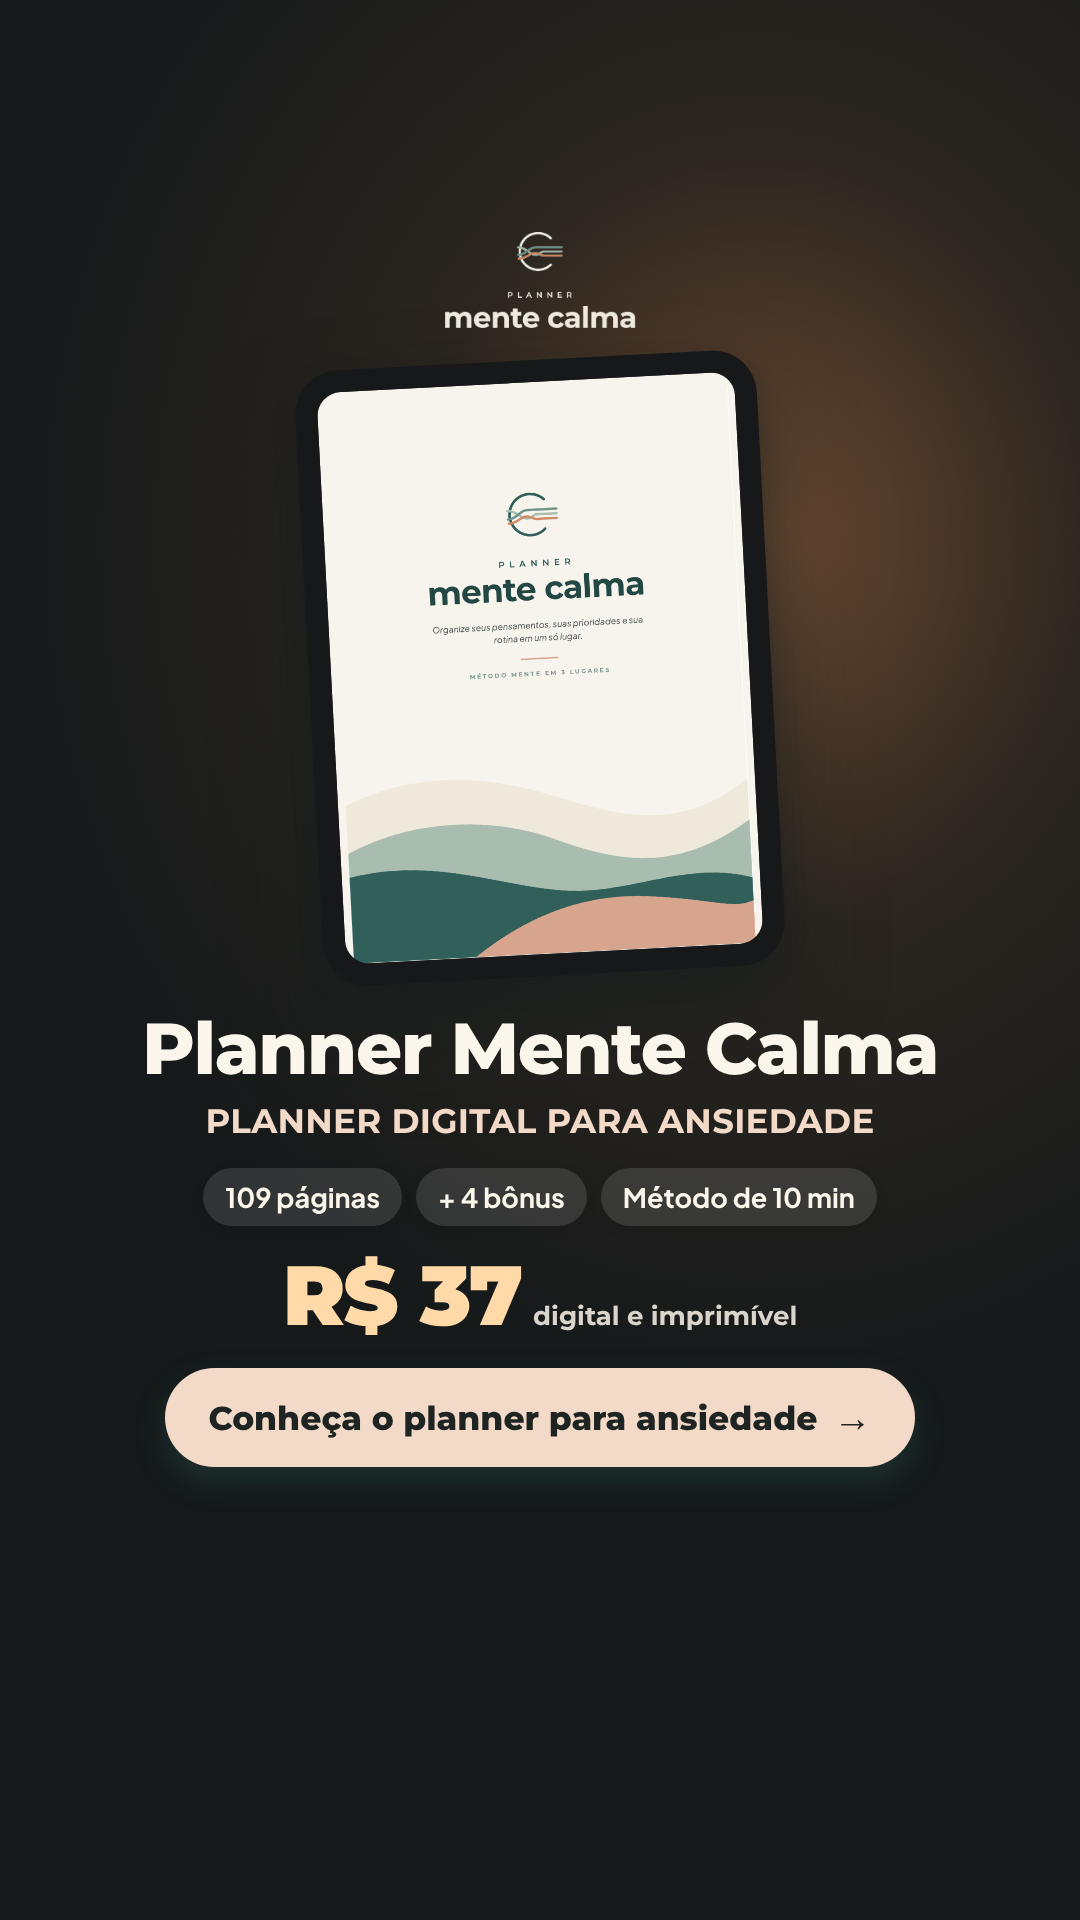 PLANNER
mente calma
PLANNER
mente calma
Organize seus pensamentos, suas prioridades e sua
rotina em um só lugar.
MÉTODO MENTE EM 3 LUGARES
Planner Mente Calma
PLANNER DIGITAL PARA ANSIEDADE
109 páginas + 4 bônus Método de 10 min
R$ 37 digital e imprimível
Conheça o planner para ansiedade →